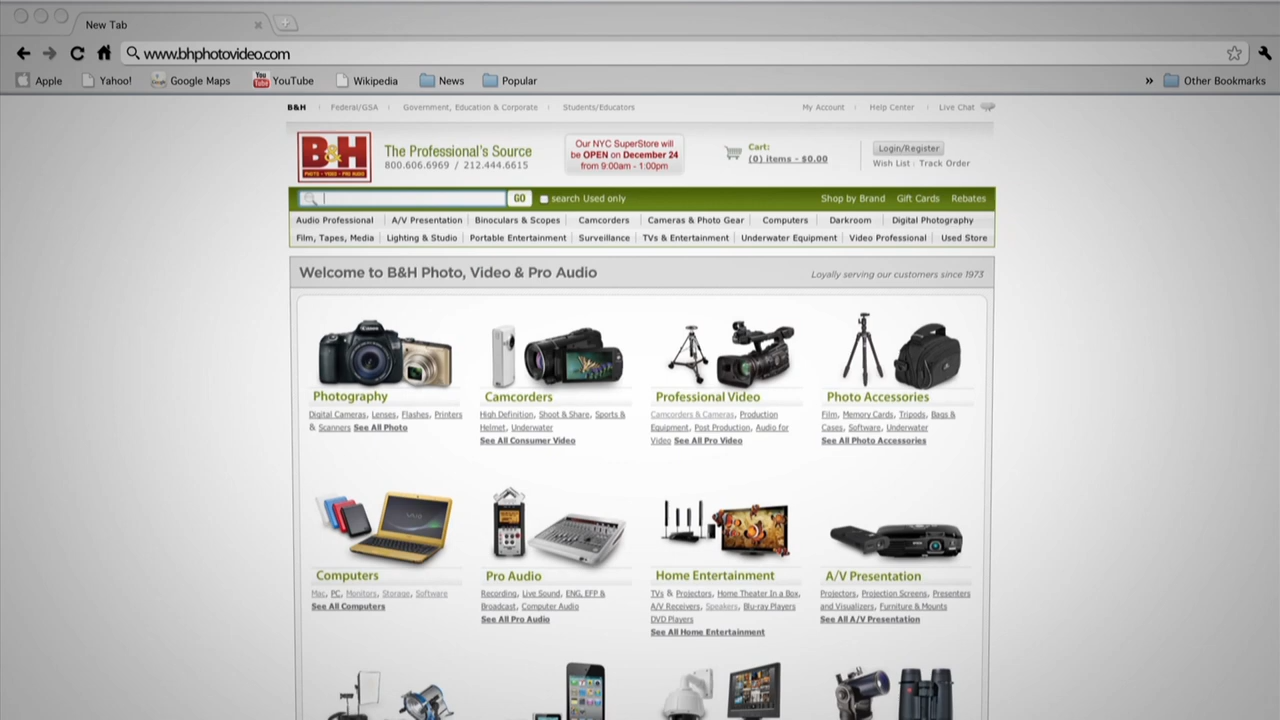 New Tab
www.bhphotovideo.com
Apple Yahoo! Google Maps YouTube Wikipedia News Popular » Other Bookmarks
B&H Federal/GSA Government, Education & Corporate Students/Educators My Account Help Center Live Chat
B&H
PHOTO - VIDEO - PRO AUDIO
The Professional's Source
800.606.6969 / 212.444.6615
Our NYC SuperStore will
be OPEN on December 24
from 9:00am - 1:00pm
Cart:
(0) items - $0.00
Login/Register
Wish List Track Order
GO search Used only Shop by Brand Gift Cards Rebates
Audio Professional A/V Presentation Binoculars & Scopes Camcorders Cameras & Photo Gear Computers Darkroom Digital Photography
Film, Tapes, Media Lighting & Studio Portable Entertainment Surveillance TVs & Entertainment Underwater Equipment Video Professional Used Store
Welcome to B&H Photo, Video & Pro Audio Loyally serving our customers since 1973
Photography
Digital Cameras, Lenses, Flashes, Printers
& Scanners See All Photo
Camcorders
High Definition, Shoot & Share, Sports &
Helmet, Underwater
See All Consumer Video
Professional Video
Camcorders & Cameras, Production
Equipment, Post Production, Audio for
Video See All Pro Video
Photo Accessories
Film, Memory Cards, Tripods, Bags &
Cases, Software, Underwater
See All Photo Accessories
Computers
Mac, PC, Monitors, Storage, Software
See All Computers
Pro Audio
Recording, Live Sound, ENG, EFP &
Broadcast, Computer Audio
See All Pro Audio
Home Entertainment
TVs & Projectors, Home Theater In a Box,
A/V Receivers, Speakers, Blu-ray Players
DVD Players
See All Home Entertainment
A/V Presentation
Projectors, Projection Screens, Presenters
and Visualizers, Furniture & Mounts
See All A/V Presentation